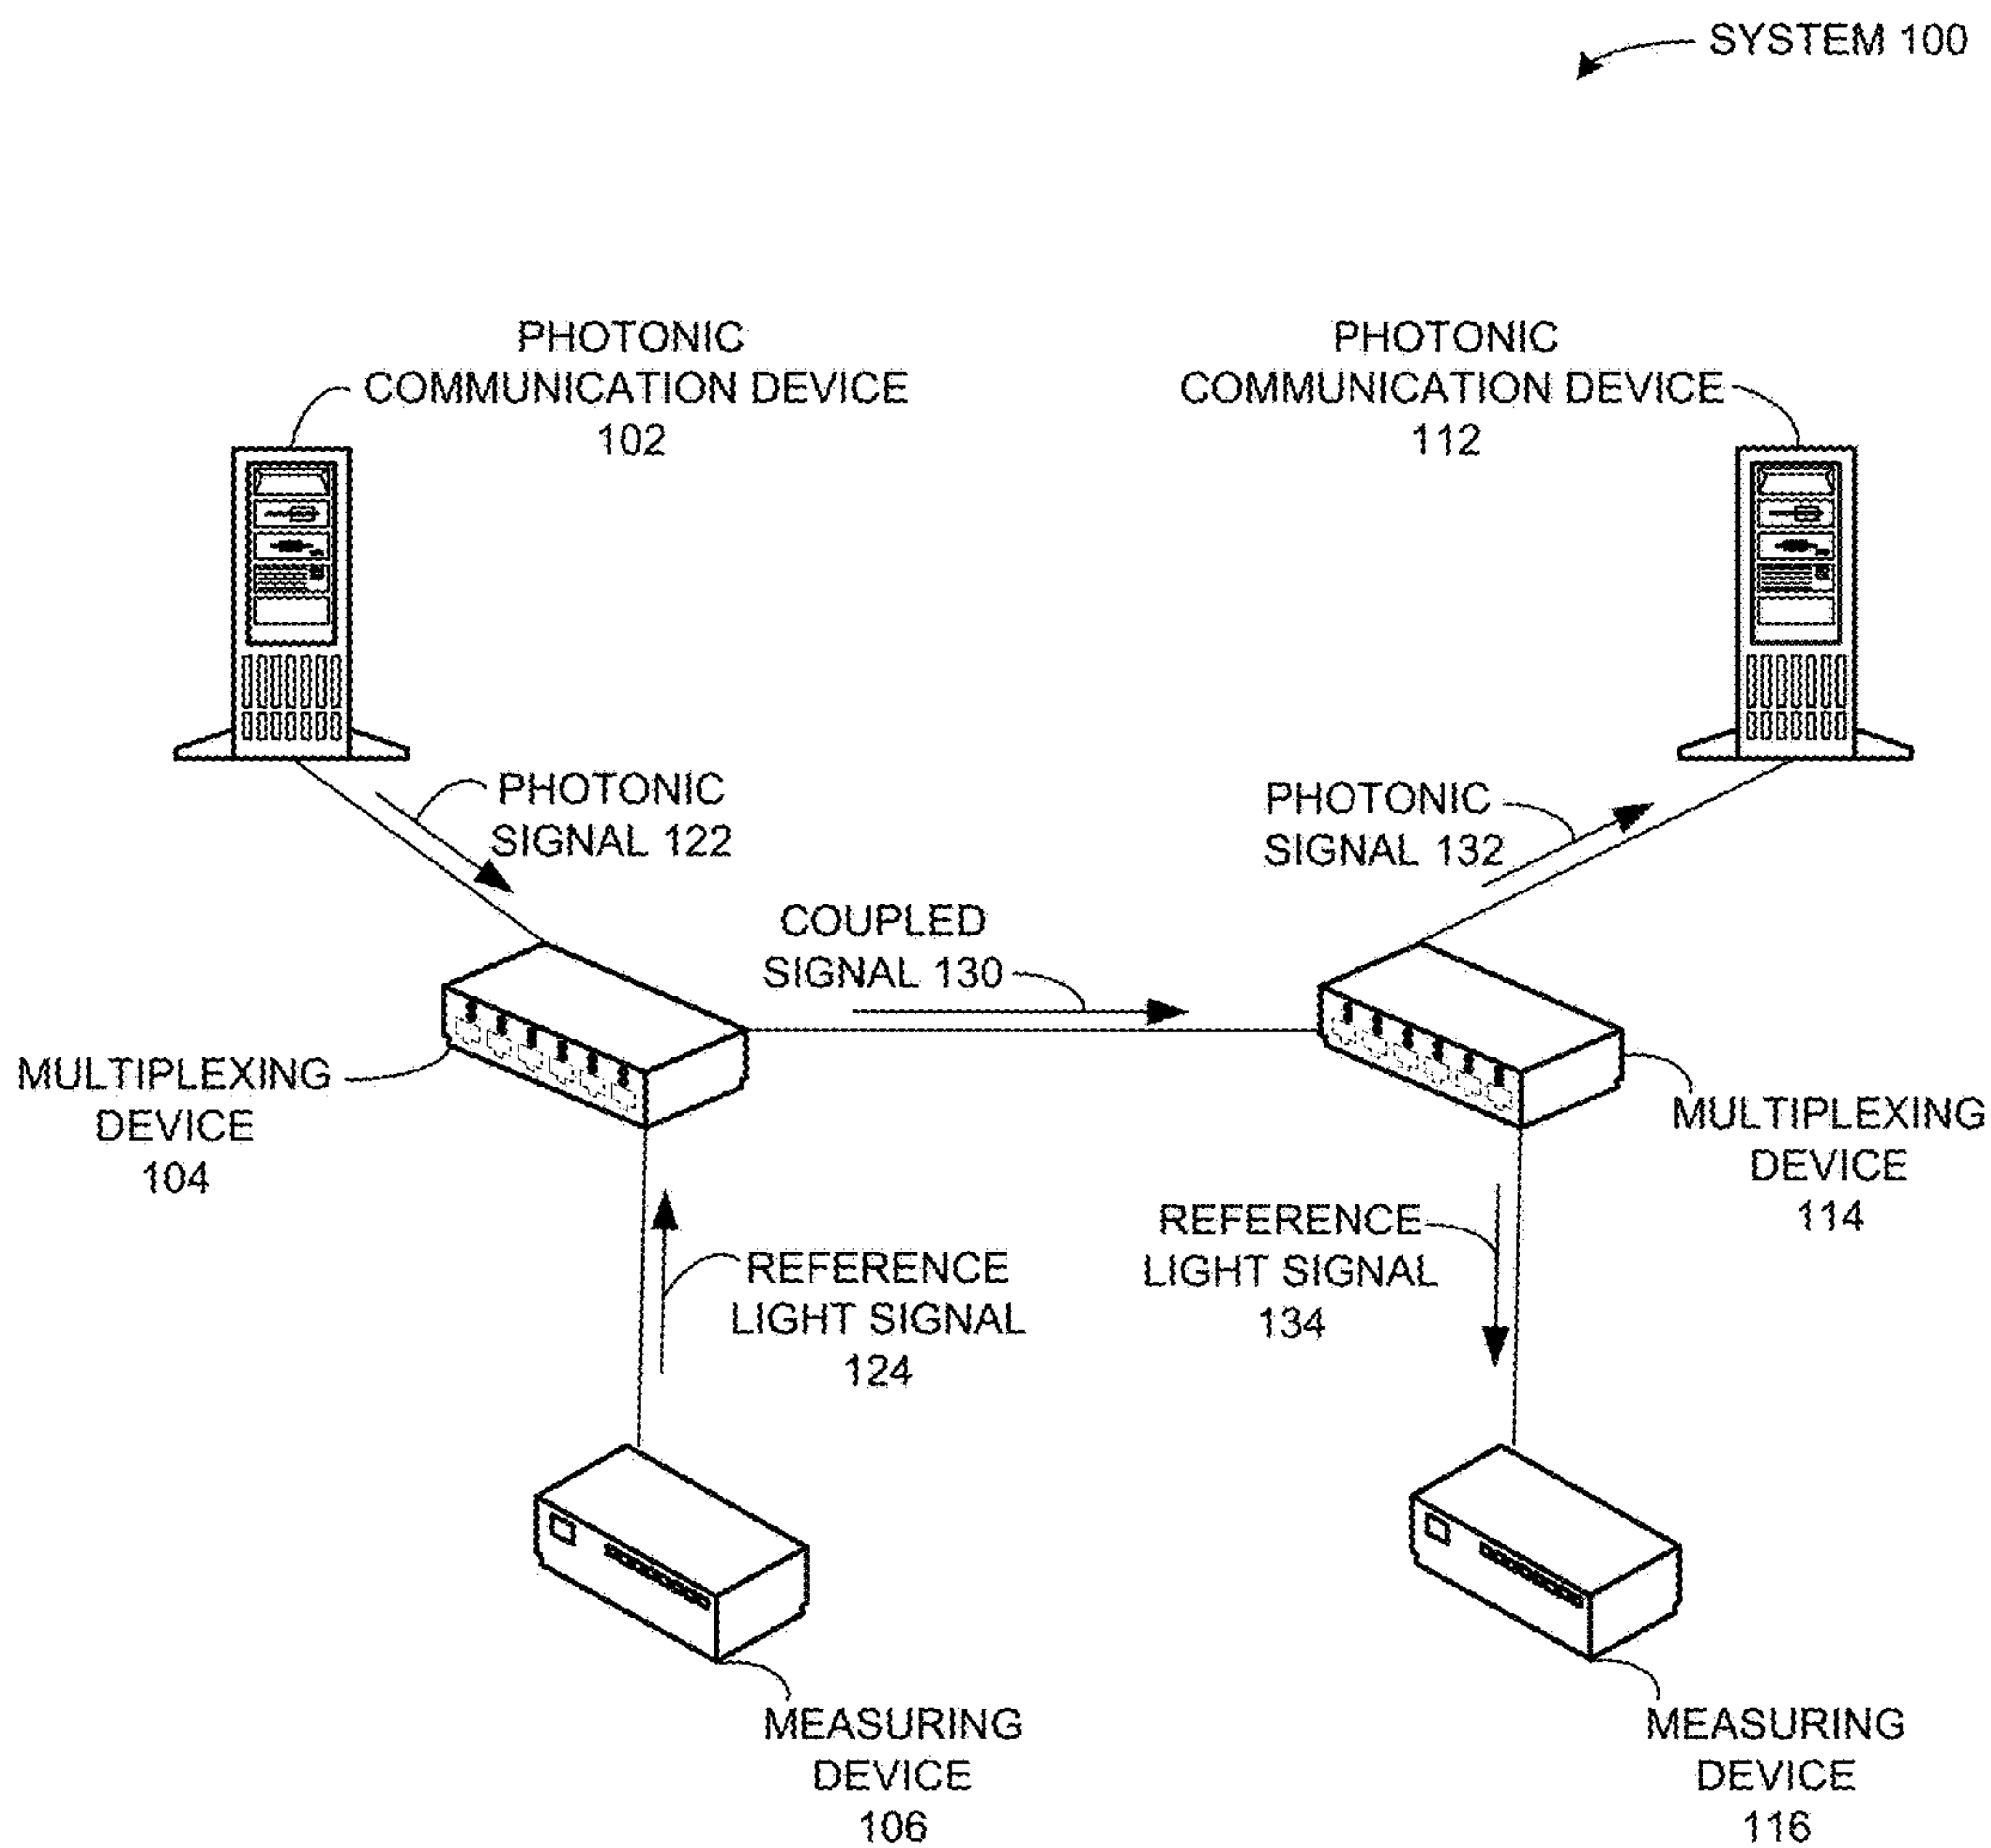 SYSTEM 100
PHOTONIC
COMMUNICATION DEVICE
102
PHOTONIC
COMMUNICATION DEVICE
112
PHOTONIC
SIGNAL 122
PHOTONIC
SIGNAL 132
COUPLED
SIGNAL 130
MULTIPLEXING
DEVICE
104
MULTIPLEXING
DEVICE
114
REFERENCE
LIGHT SIGNAL
124
REFERENCE
LIGHT SIGNAL
134
MEASURING
DEVICE
106
MEASURING
DEVICE
116